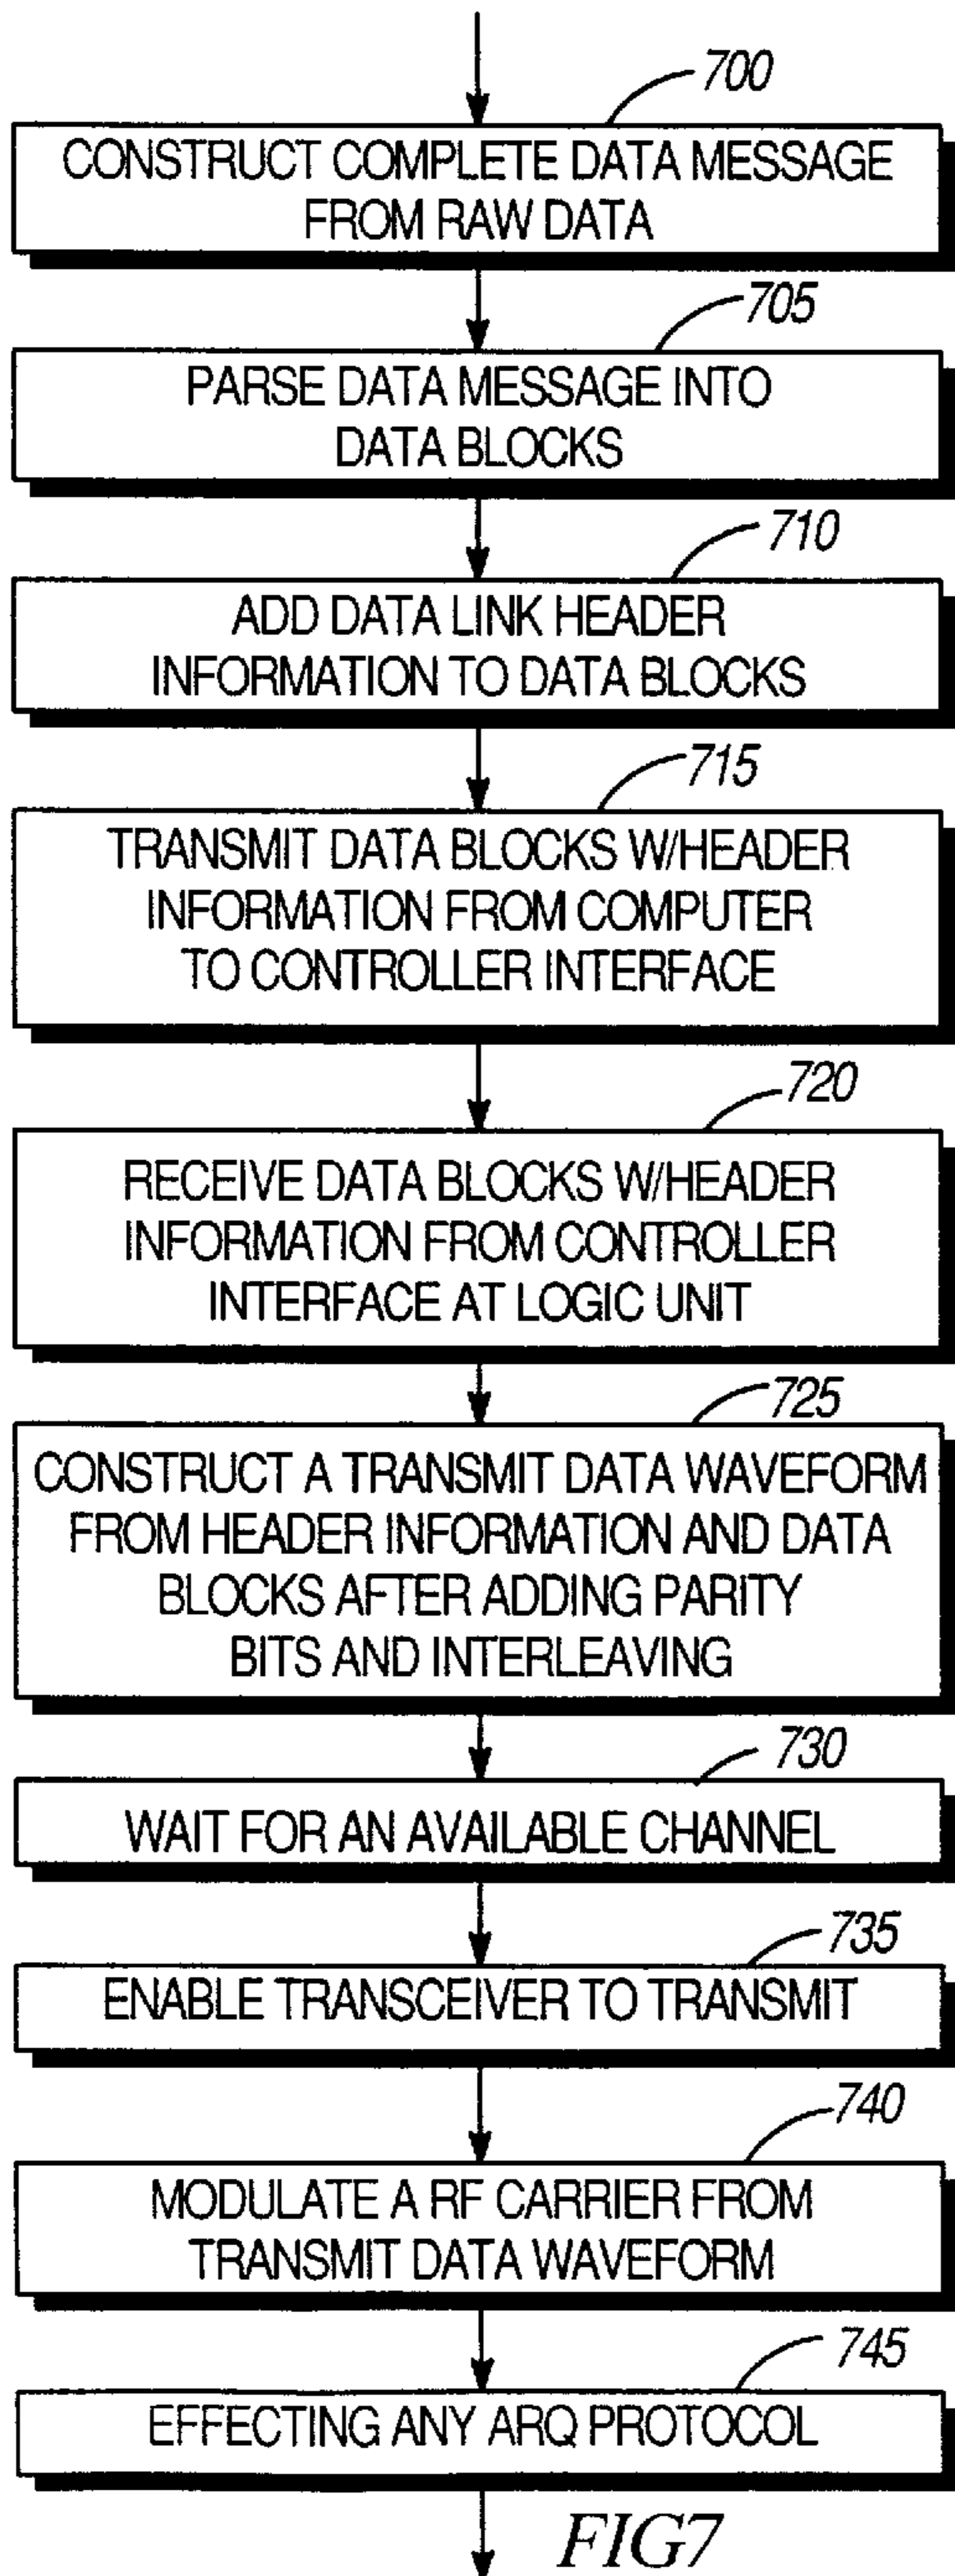 700
CONSTRUCT COMPLETE DATA MESSAGE
FROM RAW DATA
705
PARSE DATA MESSAGE INTO
DATA BLOCKS
710
ADD DATA LINK HEADER
INFORMATION TO DATA BLOCKS
715
TRANSMIT DATA BLOCKS W/HEADER
INFORMATION FROM COMPUTER
TO CONTROLLER INTERFACE
720
RECEIVE DATA BLOCKS W/HEADER
INFORMATION FROM CONTROLLER
INTERFACE AT LOGIC UNIT
725
CONSTRUCT A TRANSMIT DATA WAVEFORM
FROM HEADER INFORMATION AND DATA
BLOCKS AFTER ADDING PARITY
BITS AND INTERLEAVING
730
WAIT FOR AN AVAILABLE CHANNEL
735
ENABLE TRANSCEIVER TO TRANSMIT
740
MODULATE A RF CARRIER FROM
TRANSMIT DATA WAVEFORM
745
EFFECTING ANY ARQ PROTOCOL
FIG7